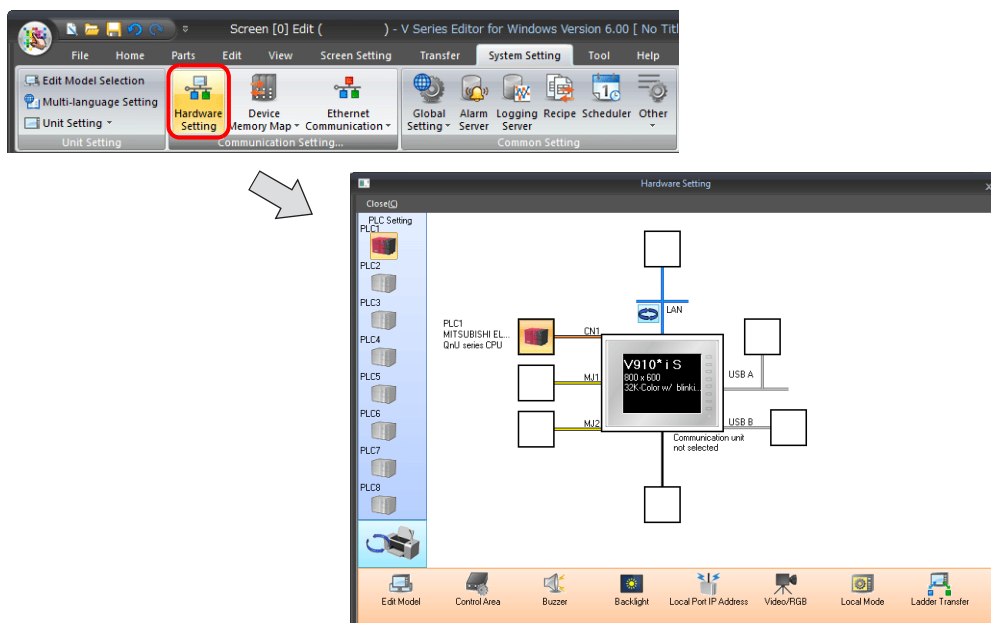 Screen [0] Edit ( ) - V Series Editor for Windows Version 6.00 [ No Titl
File Home Parts Edit View Screen Setting Transfer System Setting Tool Help
Edit Model Selection
Multi-language Setting
Unit Setting
Unit Setting
Hardware Setting
Device Memory Map
Ethernet Communication
Communication Setting...
Global Setting
Alarm Server
Logging Server
Recipe
Scheduler
Other
Common Setting
Hardware Setting
x
Close(C)
PLC Setting
PLC1
PLC2
PLC3
PLC4
PLC5
PLC6
PLC7
PLC8
LAN
PLC1
MITSUBISHI EL...
QnU series CPU
CN1
MJ1
MJ2
V910* i S
800 x 600
32K-Color w/ blinki...
USB A
USB B
Communication unit
not selected
Edit Model
Control Area
Buzzer
Backlight
Local Port IP Address
Video/RGB
Local Mode
Ladder Transfer